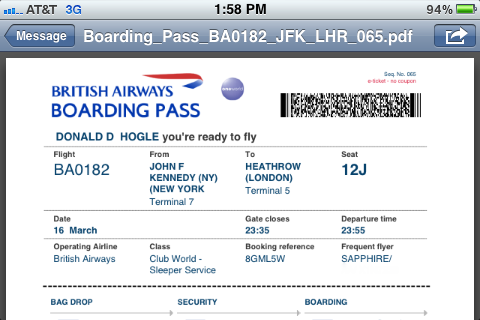 AT&T 3G 1:58 PM 94%
Message Boarding_Pass_BA0182_JFK_LHR_065.pdf
Seq. No. 065
e-ticket - no coupon
BRITISH AIRWAYS oneworld
BOARDING PASS
DONALD D HOGLE you're ready to fly
Flight From To Seat
BA0182 JOHN F HEATHROW 12J
KENNEDY (NY) (LONDON)
(NEW YORK Terminal 5
Terminal 7
Date Gate closes Departure time
16 March 23:35 23:55
Operating Airline Class Booking reference Frequent flyer
British Airways Club World - 8GML5W SAPPHIRE/
Sleeper Service
BAG DROP SECURITY BOARDING